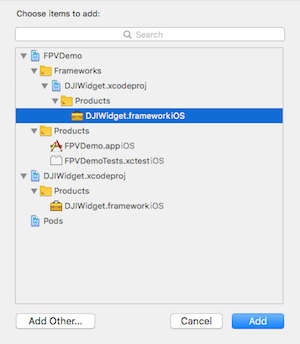 Choose items to add:
Search
FPVDemo
Frameworks
DJIWidget.xcodeproj
Products
DJIWidget.frameworkiOS
Products
FPVDemo.appiOS
FPVDemoTests.xctestiOS
DJIWidget.xcodeproj
Products
DJIWidget.frameworkiOS
Pods
Add Other... Cancel Add